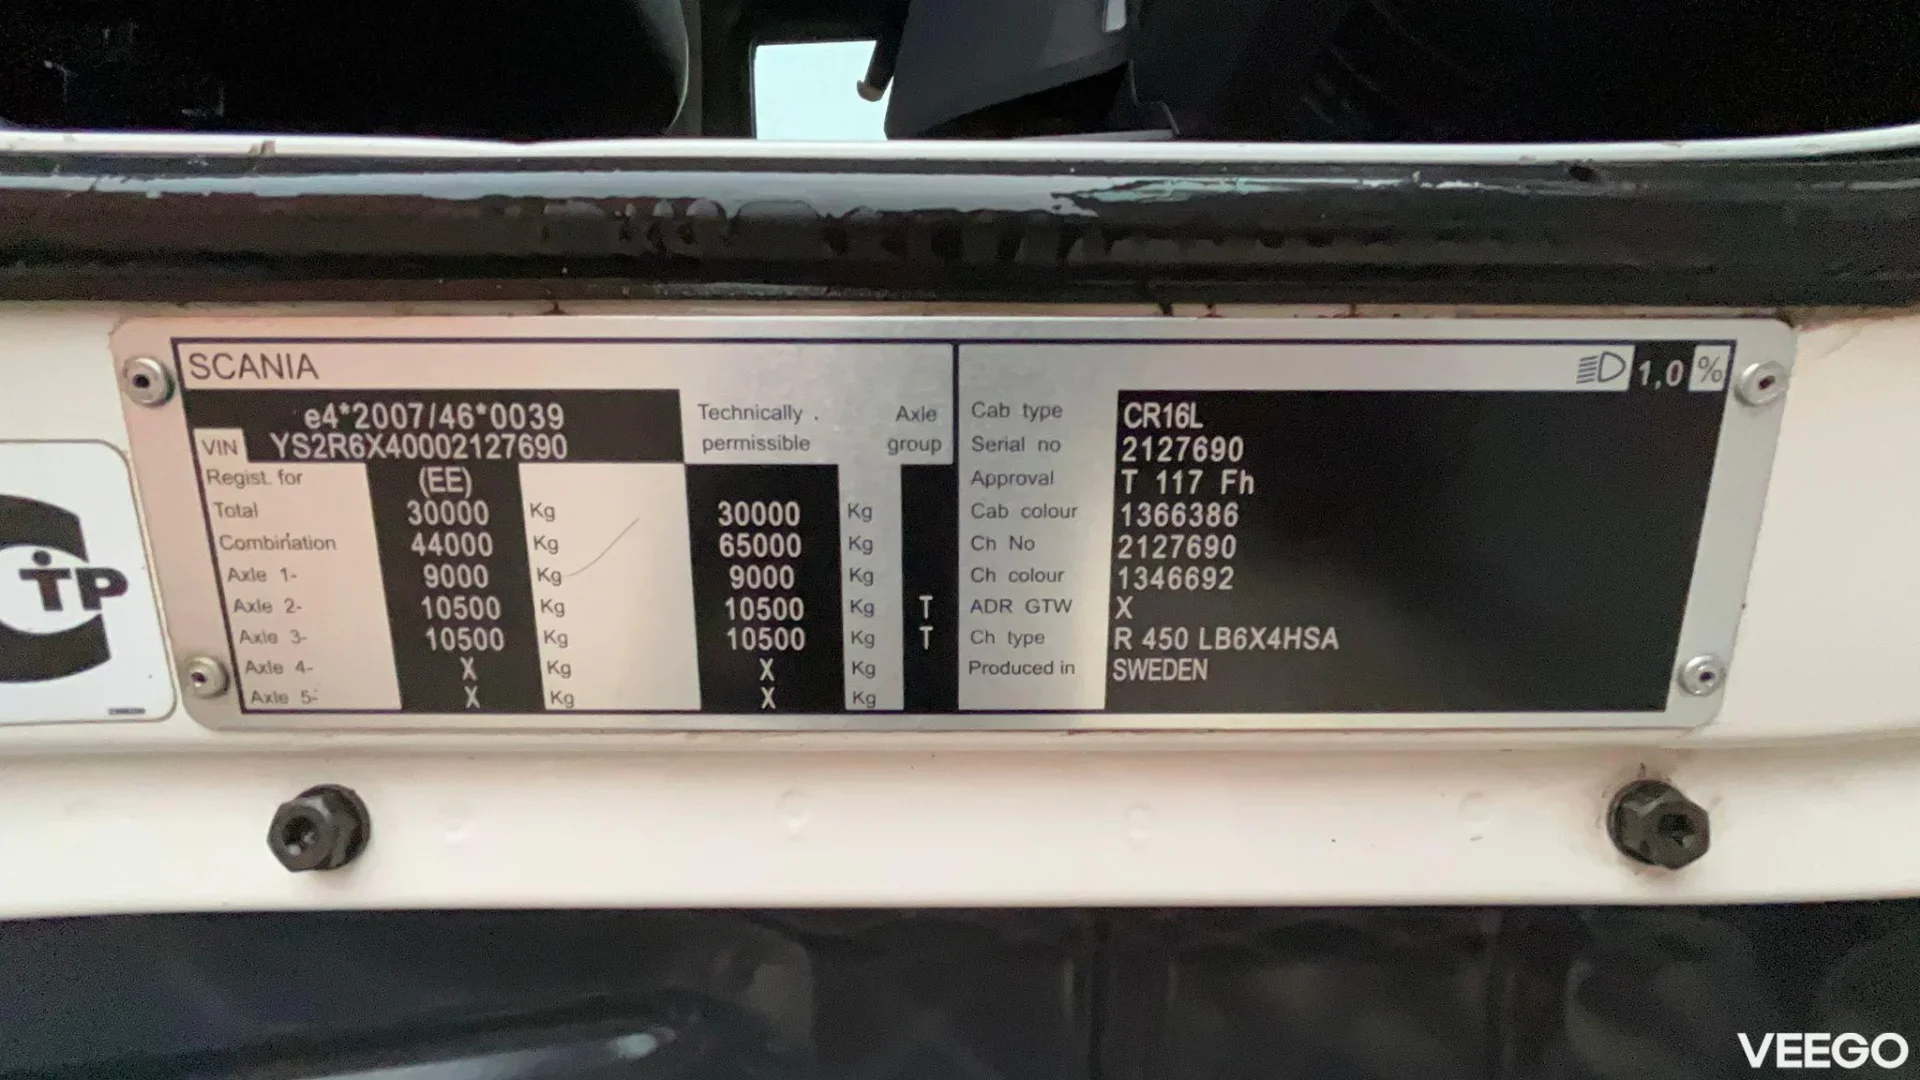 SCANIA
e4*2007/46*0039
VIN YS2R6X40002127690
Technically permissible
Axle group
Regist. for (EE)
Total 30000 Kg 30000 Kg
Combination 44000 Kg 65000 Kg
Axle 1- 9000 Kg 9000 Kg
Axle 2- 10500 Kg 10500 Kg T
Axle 3- 10500 Kg 10500 Kg T
Axle 4- X Kg X Kg
Axle 5- X Kg X Kg
1,0 %
Cab type CR16L
Serial no 2127690
Approval T 117 Fh
Cab colour 1366386
Ch No 2127690
Ch colour 1346692
ADR GTW X
Ch type R 450 LB6X4HSA
Produced in SWEDEN
TP
VEEGO